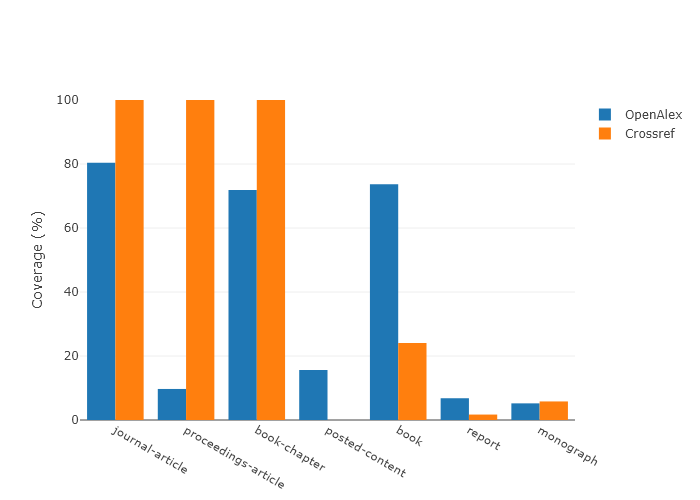 100
80
60
40
20
0
Coverage (%)
journal-article
proceedings-article
book-chapter
posted-content
book
report
monograph
OpenAlex
Crossref